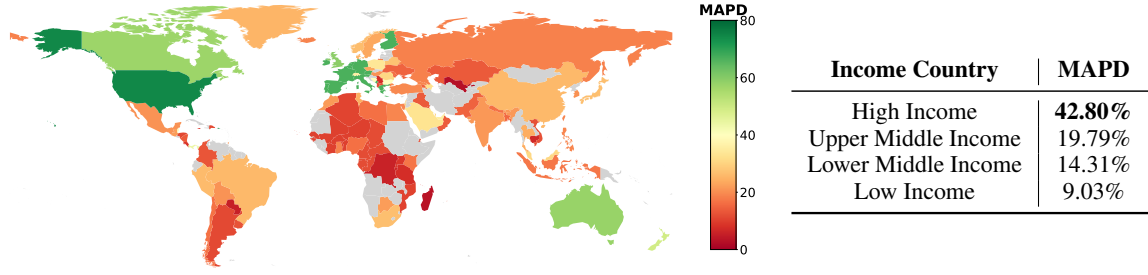 MAPD
80
60
40
20
0
Income Country MAPD
High Income 42.80%
Upper Middle Income 19.79%
Lower Middle Income 14.31%
Low Income 9.03%